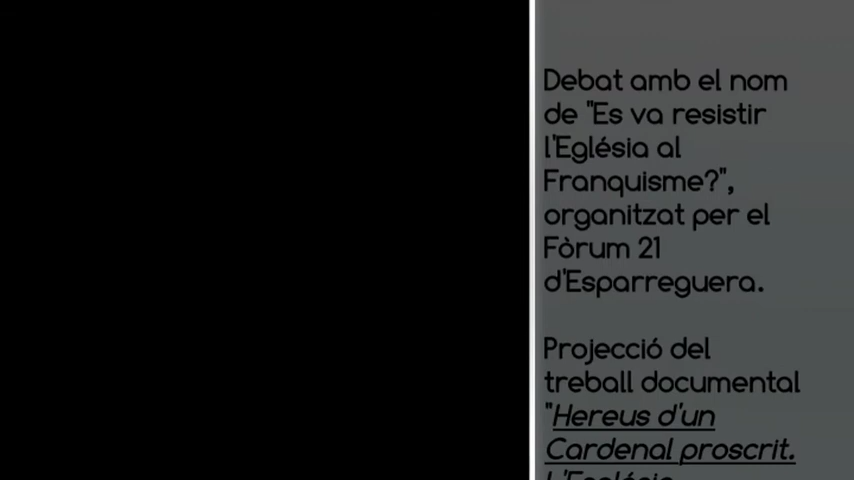 Debat amb el nom
de "Es va resistir
l'Eglésia al
Franquisme?",
organitzat per el
Fòrum 21
d'Esparreguera.
Projecció del
treball documental
"Hereus d'un
Cardenal proscrit.